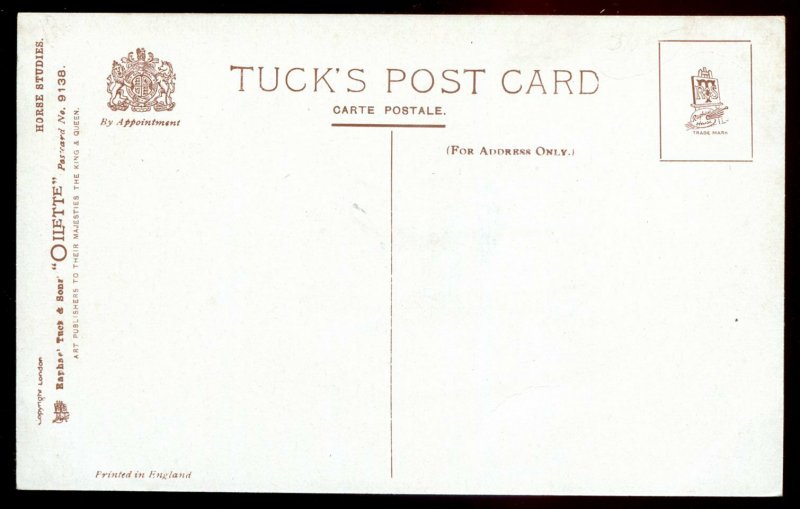 HORSE STUDIES.
Raphael Tuck & Sons' "OILETTE" Postcard No. 9138.
ART PUBLISHERS TO THEIR MAJESTIES THE KING & QUEEN.
Copyright London
By Appointment
TUCK'S POST CARD
CARTE POSTALE.
(FOR ADDRESS ONLY.)
TRADE MARK
Printed in England